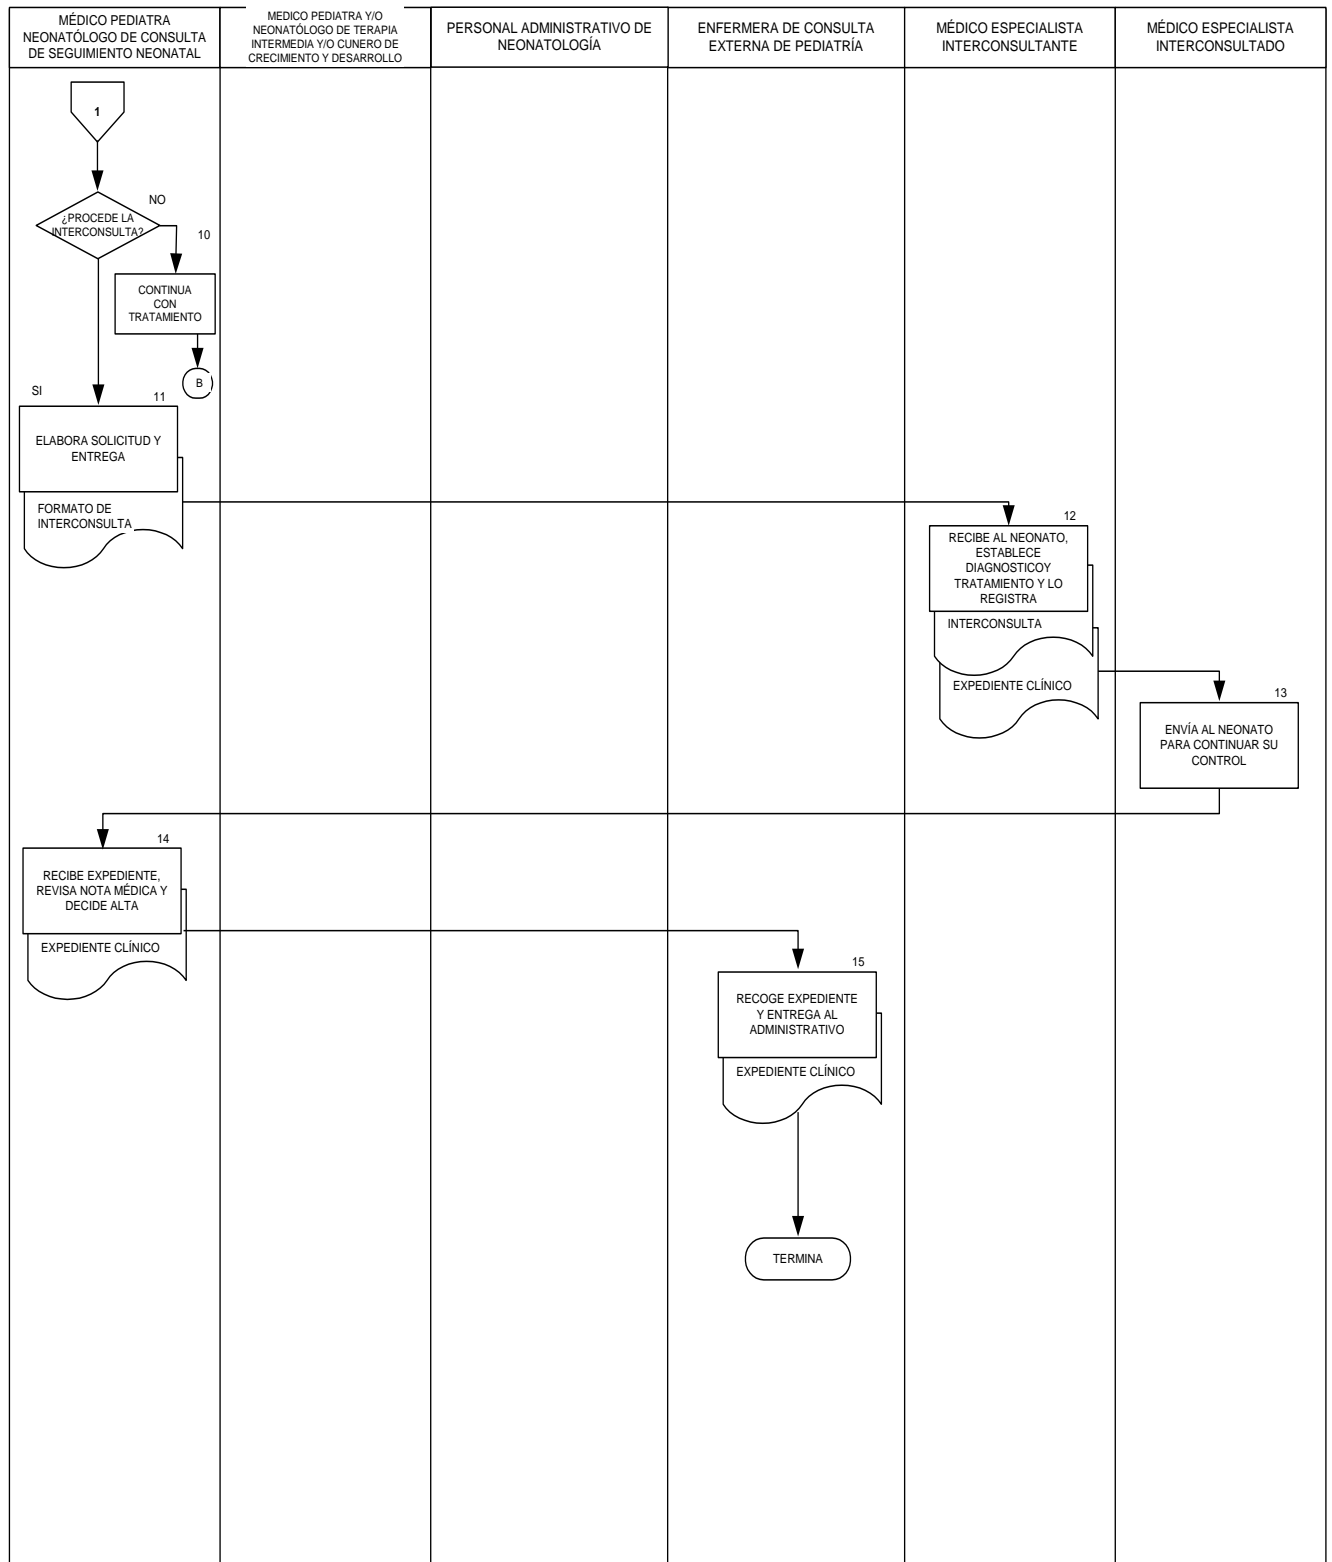 MÉDICO PEDIATRA
NEONATÓLOGO DE CONSULTA
DE SEGUIMIENTO NEONATAL
MEDICO PEDIATRA Y/O
NEONATÓLOGO DE TERAPIA
INTERMEDIA Y/O CUNERO DE
CRECIMIENTO Y DESARROLLO
PERSONAL ADMINISTRATIVO DE
NEONATOLOGÍA
ENFERMERA DE CONSULTA
EXTERNA DE PEDIATRÍA
MÉDICO ESPECIALISTA
INTERCONSULTANTE
MÉDICO ESPECIALISTA
INTERCONSULTADO
1
¿PROCEDE LA
INTERCONSULTA?
NO
10
CONTINUA
CON
TRATAMIENTO
B
SI
11
ELABORA SOLICITUD Y
ENTREGA
FORMATO DE
INTERCONSULTA
12
RECIBE AL NEONATO,
ESTABLECE
DIAGNOSTICOY
TRATAMIENTO Y LO
REGISTRA
INTERCONSULTA
EXPEDIENTE CLÍNICO
13
ENVÍA AL NEONATO
PARA CONTINUAR SU
CONTROL
14
RECIBE EXPEDIENTE,
REVISA NOTA MÉDICA Y
DECIDE ALTA
EXPEDIENTE CLÍNICO
15
RECOGE EXPEDIENTE
Y ENTREGA AL
ADMINISTRATIVO
EXPEDIENTE CLÍNICO
TERMINA